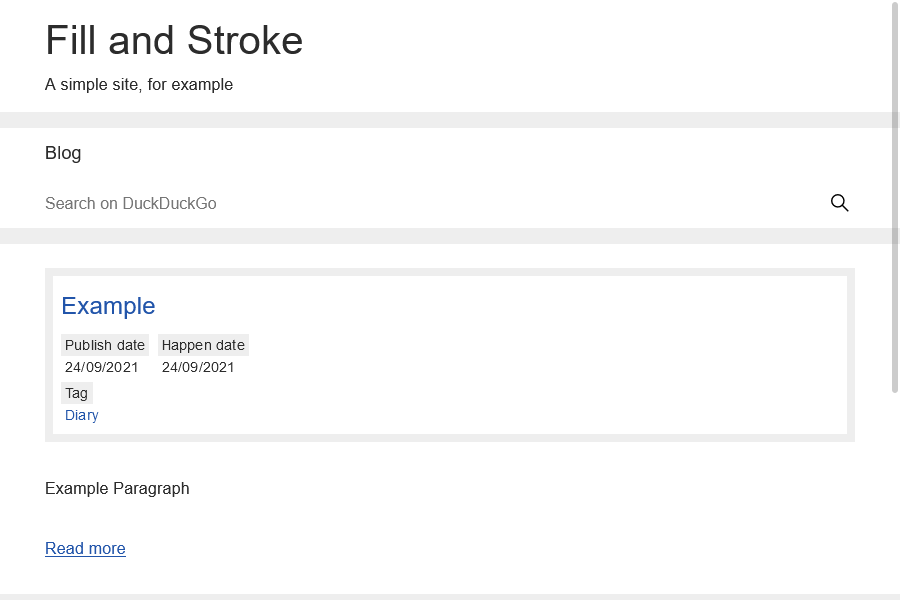 Fill and Stroke
A simple site, for example
Blog
Search on DuckDuckGo
Example
Publish date Happen date
24/09/2021 24/09/2021
Tag
Diary
Example Paragraph
Read more